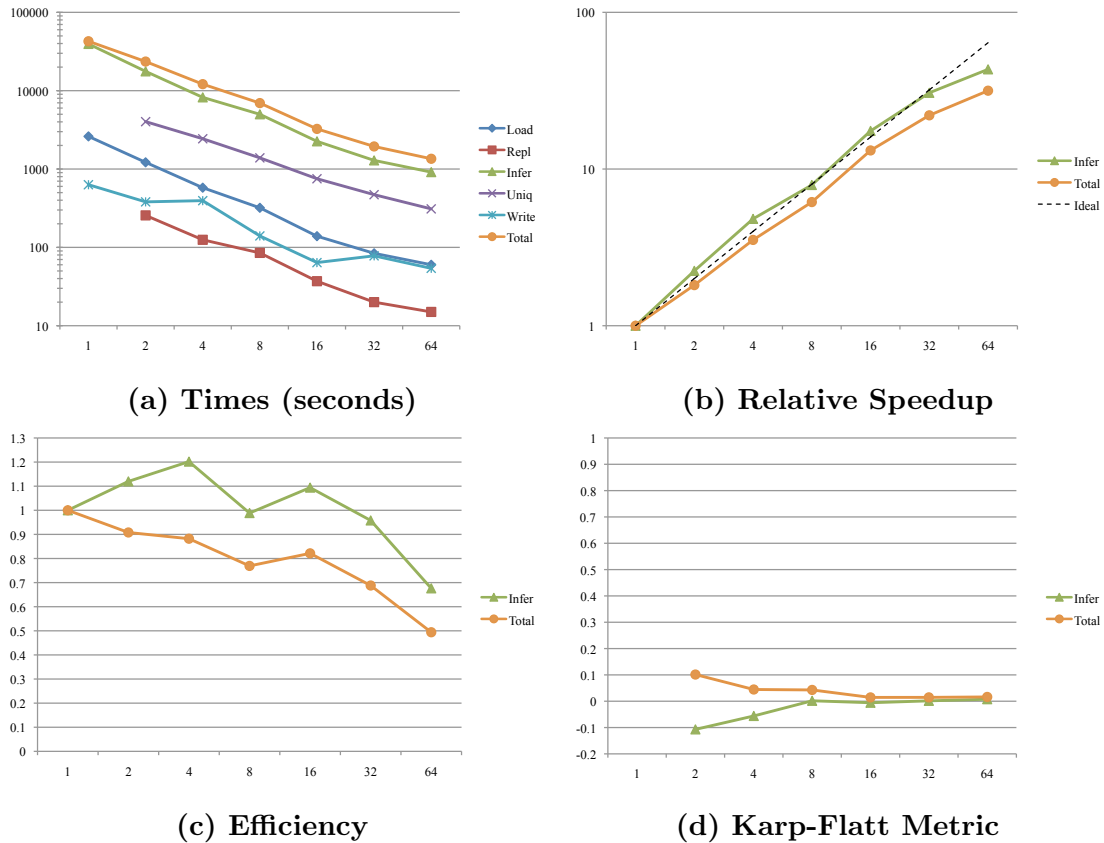 100000
10000
1000
100
10
1 2 4 8 16 32 64
Load
Repl
Infer
Uniq
Write
Total
(a) Times (seconds)
100
10
1
1 2 4 8 16 32 64
Infer
Total
Ideal
(b) Relative Speedup
1.3
1.2
1.1
1
0.9
0.8
0.7
0.6
0.5
0.4
0.3
0.2
0.1
0
1 2 4 8 16 32 64
Infer
Total
(c) Efficiency
1
0.9
0.8
0.7
0.6
0.5
0.4
0.3
0.2
0.1
0
-0.1
-0.2
1 2 4 8 16 32 64
Infer
Total
(d) Karp-Flatt Metric